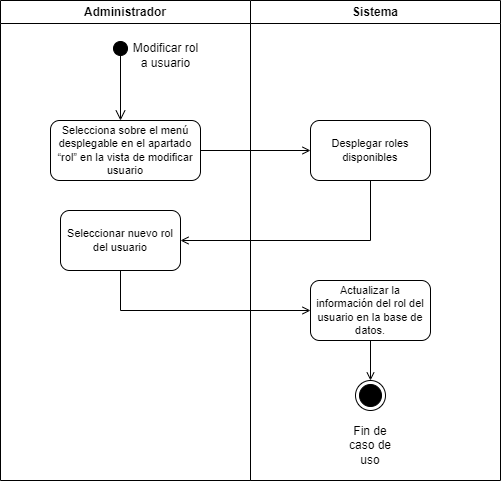 Administrador
Sistema
Modificar rol
a usuario
Selecciona sobre el menú
desplegable en el apartado
“rol” en la vista de modificar
usuario
Desplegar roles
disponibles
Seleccionar nuevo rol
del usuario
Actualizar la
información del rol del
usuario en la base de
datos.
Fin de
caso de
uso